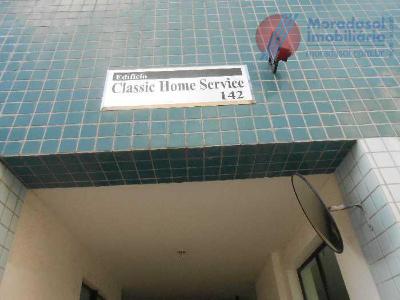 Moradasol
Imobiliária
Edifício
Classic Home Service
142